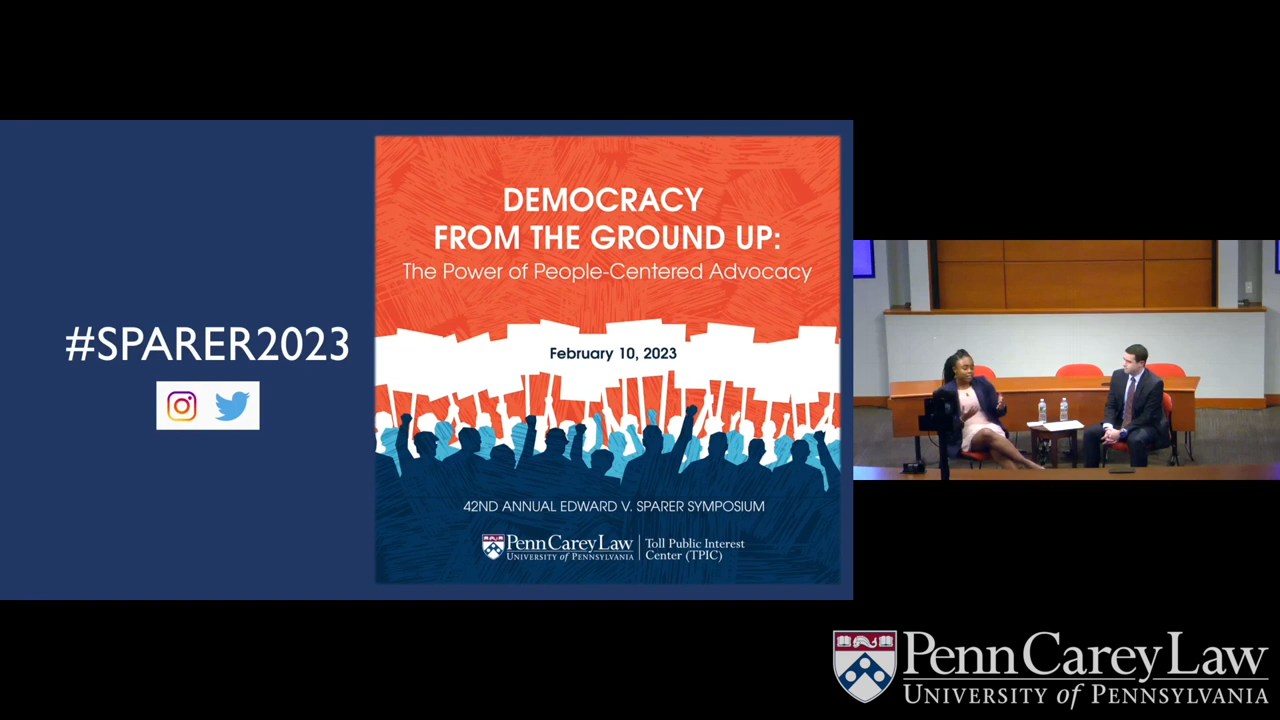 #SPARER2023
DEMOCRACY
FROM THE GROUND UP:
The Power of People-Centered Advocacy
February 10, 2023
42ND ANNUAL EDWARD V. SPARER SYMPOSIUM
Penn Carey Law
UNIVERSITY of PENNSYLVANIA
Toll Public Interest
Center (TPIC)
Penn Carey Law
UNIVERSITY of PENNSYLVANIA